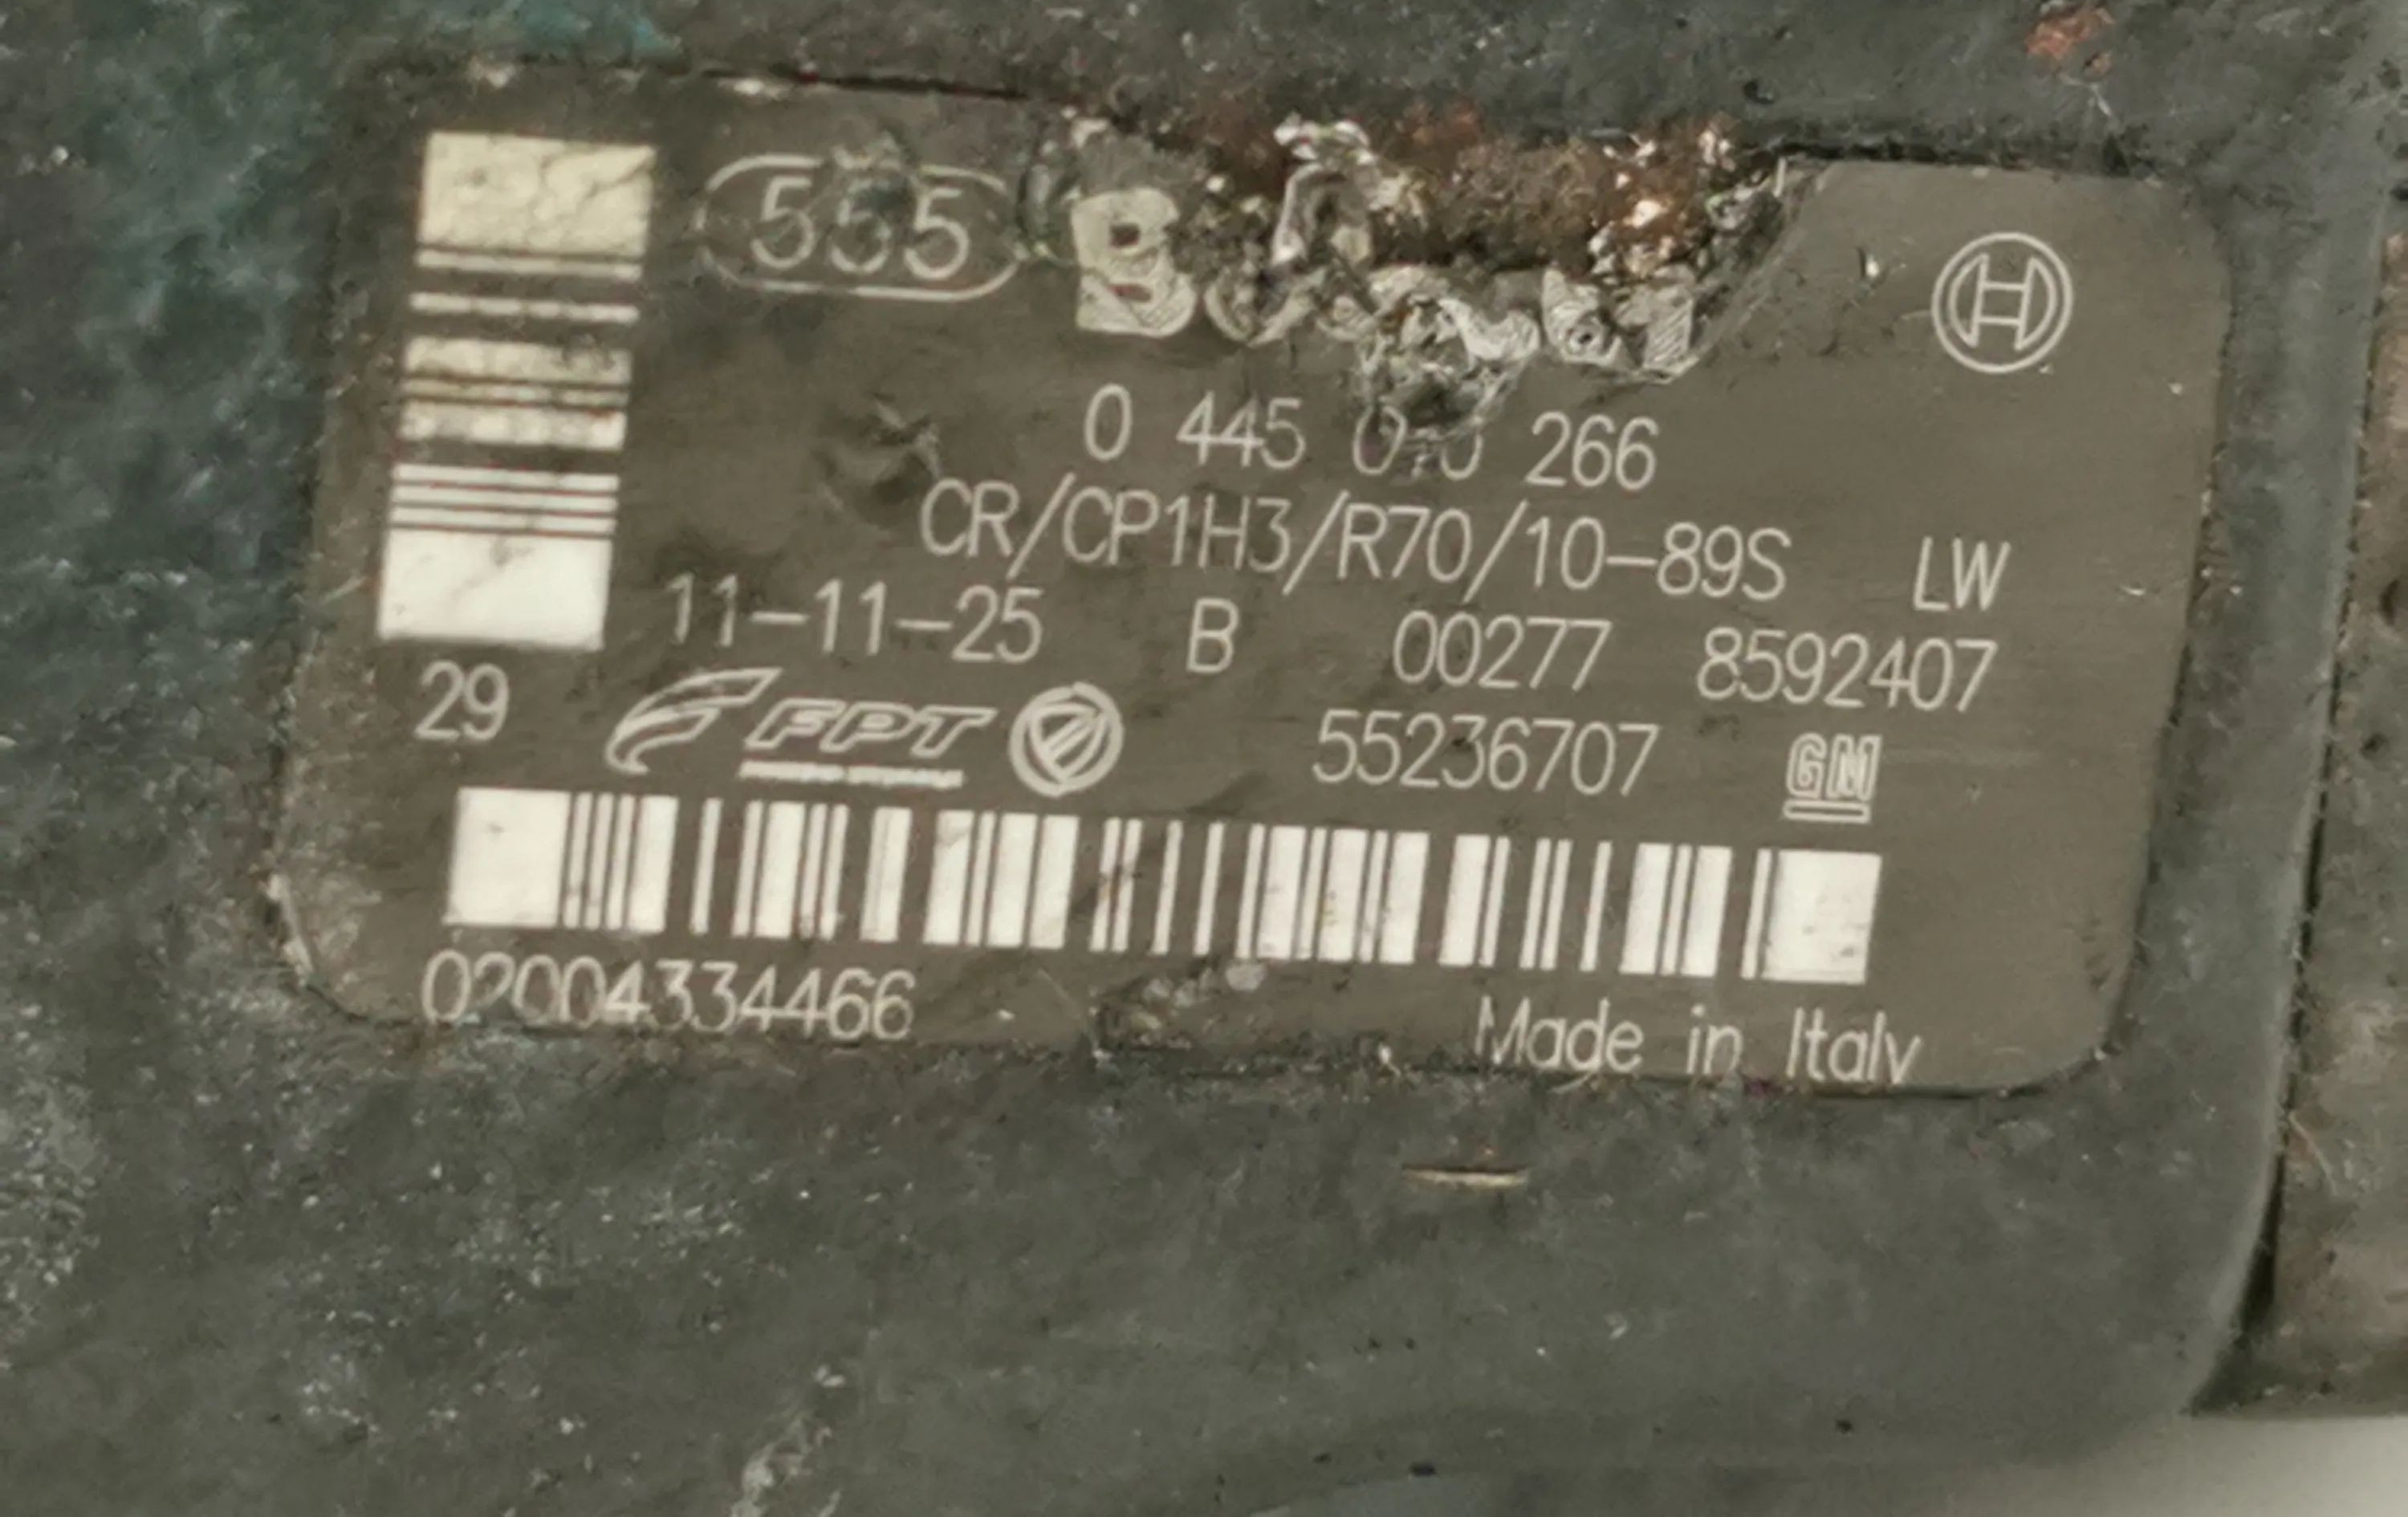 555
0 445 010 266
CR/CP1H3/R70/10-89S LW
11-11-25 B 00277 8592407
29 FPT 55236707 GM
02004334466
Made in Italy